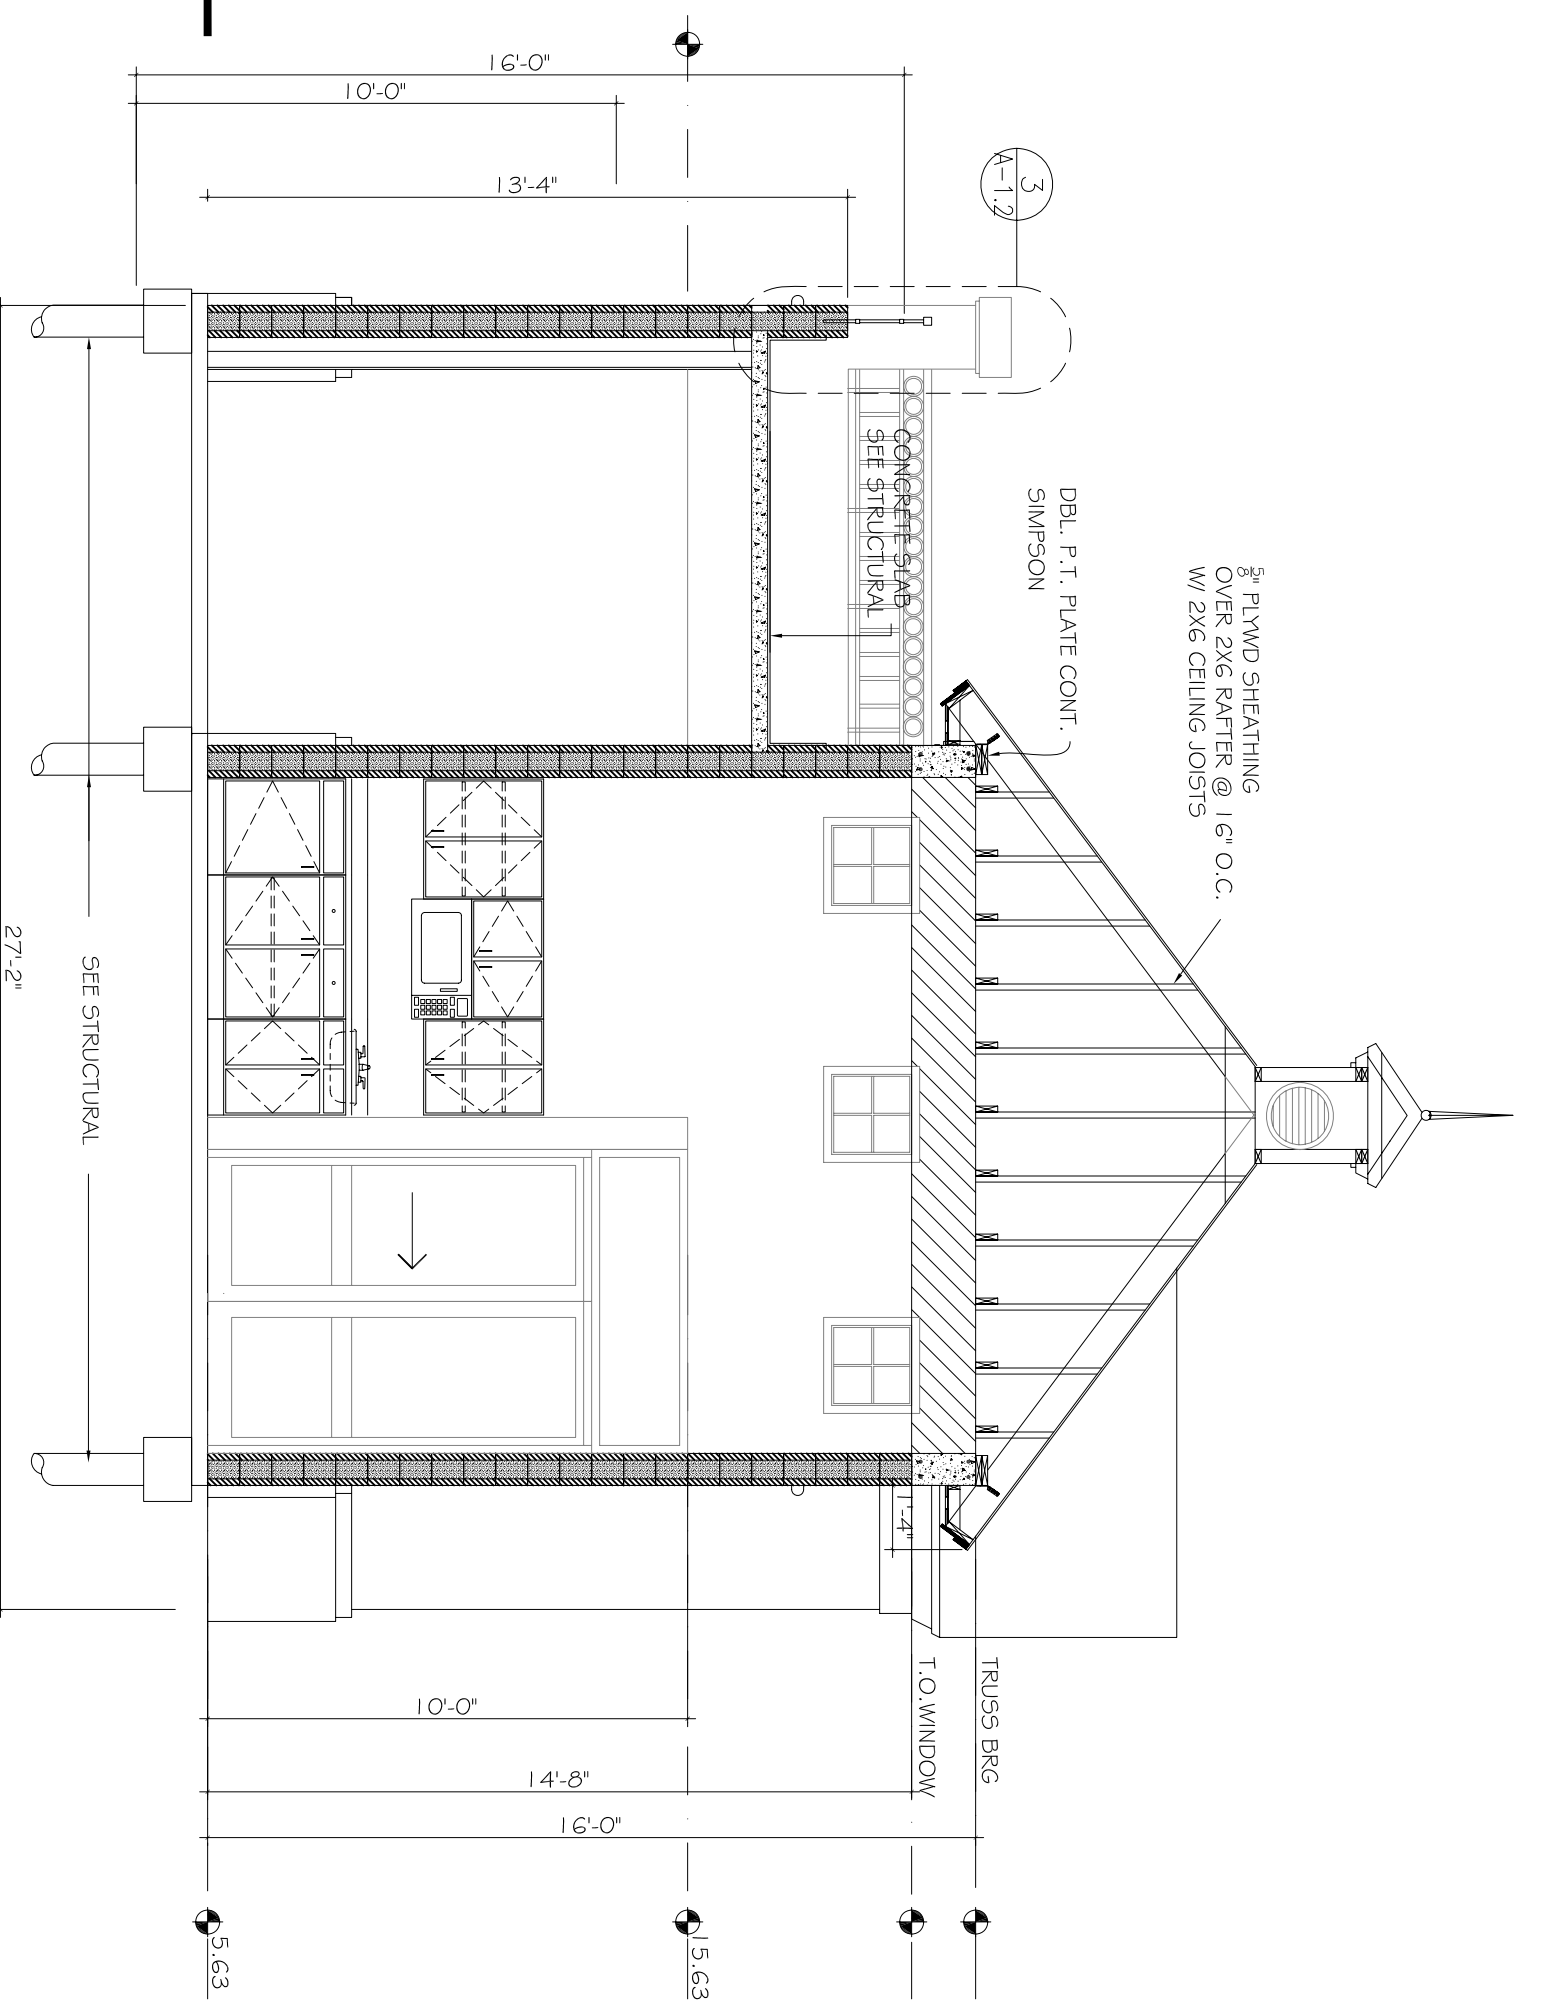 16'-0"
10'-0"
13'-4"
3
A-1.2
5/8" PLYWD SHEATHING
OVER 2X6 RAFTER @ 16" O.C.
W/ 2X6 CEILING JOISTS
DBL. P.T. PLATE CONT.
SIMPSON
CONCRETE SLAB
SEE STRUCTURAL
SEE STRUCTURAL
27'-2"
1'-4"
TRUSS BRG
T.O.WINDOW
10'-0"
14'-8"
16'-0"
15.63
5.63